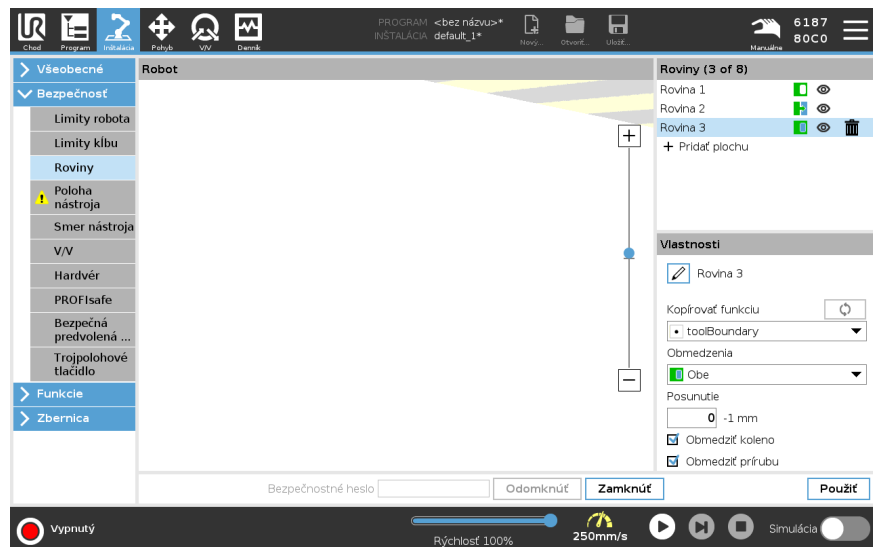 PROGRAM <bez názvu>*
INŠTALÁCIA default_1*
Chod Program Inštalácia Pohyb V/V Denník
Nový... Otvoriť... Uložiť...
Manuálne
6187
80C0
Všeobecné
Bezpečnosť
Limity robota
Limity kĺbu
Roviny
Poloha
nástroja
Smer nástroja
V/V
Hardvér
PROFIsafe
Bezpečná
predvolená ...
Trojpolohové
tlačidlo
Funkcie
Zbernica
Robot
Roviny (3 of 8)
Rovina 1
Rovina 2
Rovina 3
+ Pridať plochu
Vlastnosti
Rovina 3
Kopírovať funkciu
toolBoundary
Obmedzenia
Obe
Posunutie
0 -1 mm
Obmedziť koleno
Obmedziť prírubu
Bezpečnostné heslo Odomknúť Zamknúť Použiť
Vypnutý
Rýchlosť 100%
250mm/s
Simulácia